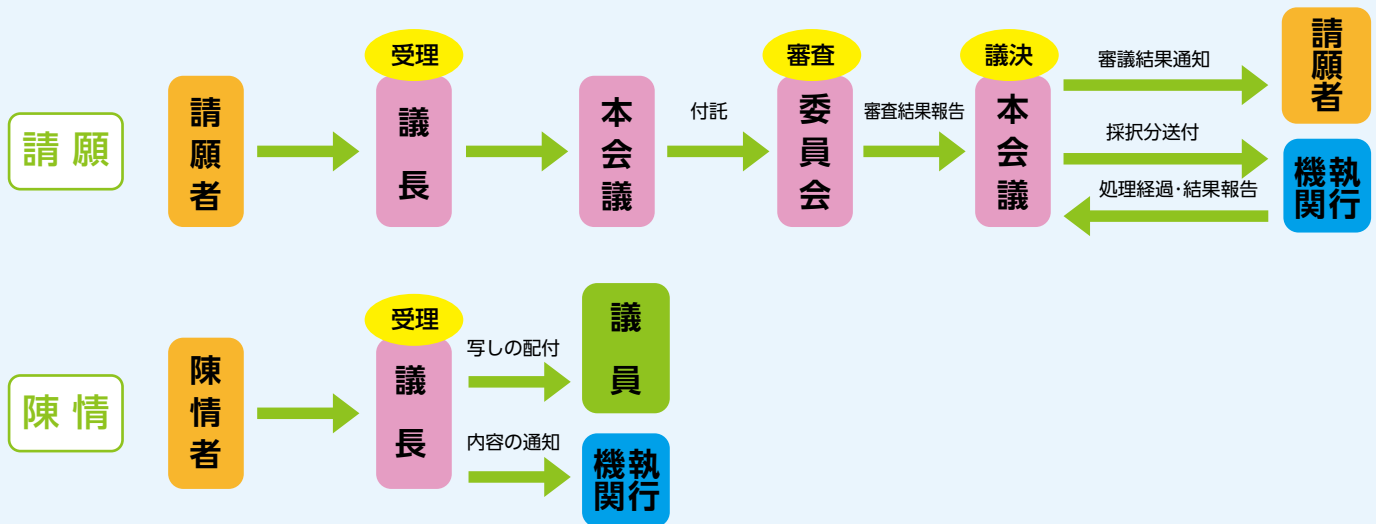 請願
請願者
受理
議長
本会議
付託
審査
委員会
審査結果報告
議決
本会議
審議結果通知
請願者
採択分送付
処理経過・結果報告
執行機関
陳情
陳情者
受理
議長
写しの配付
議員
内容の通知
執行機関